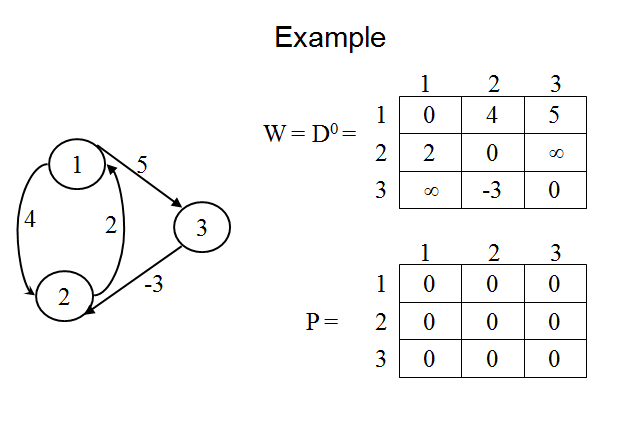 Example
1 2 3
W = D⁰ =
1 0 4 5
2 2 0 ∞
3 ∞ -3 0
1 2 3
P =
1 0 0 0
2 0 0 0
3 0 0 0
1
5
4
2
3
2
-3